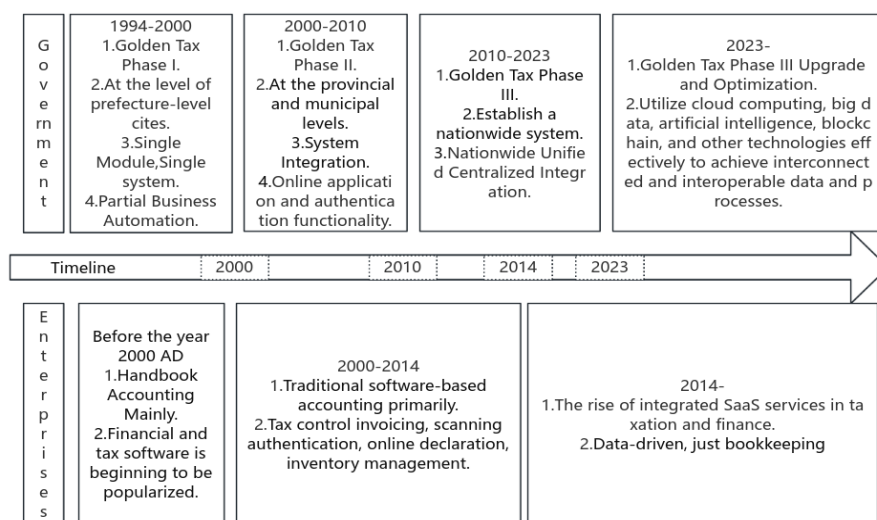 G
o
v
e
rn
m
e
n
t
1994-2000
1.Golden Tax
Phase I.
2.At the level of
prefecture-level
cites.
3.Single
Module,Single
system.
4.Partial Business
Automation.
2000-2010
1.Golden Tax
Phase II.
2.At the provincial
and municipal
levels.
3.System
Integration.
4.Online applicati
on and authentica
tion functionality.
2010-2023
1.Golden Tax Phase
III.
2.Establish a
nationwide system.
3.Nationwide Unifie
d Centralized Integr
ation.
2023-
1.Golden Tax Phase III Upgrade
and Optimization.
2.Utilize cloud computing, big d
ata, artificial intelligence, blockc
hain, and other technologies eff
ectively to achieve interconnect
ed and interoperable data and p
rocesses.
Timeline
2000
2010
2014
2023
E
n
t
e
r
p
r
i
s
e
s
Before the year
2000 AD
1.Handbook
Accounting
Mainly.
2.Financial and
tax software is
beginning to be
popularized.
2000-2014
1.Traditional software-based
accounting primarily.
2.Tax control invoicing, scanning
authentication, online declaration,
inventory management.
2014-
1.The rise of integrated SaaS services in ta
xation and finance.
2.Data-driven, just bookkeeping